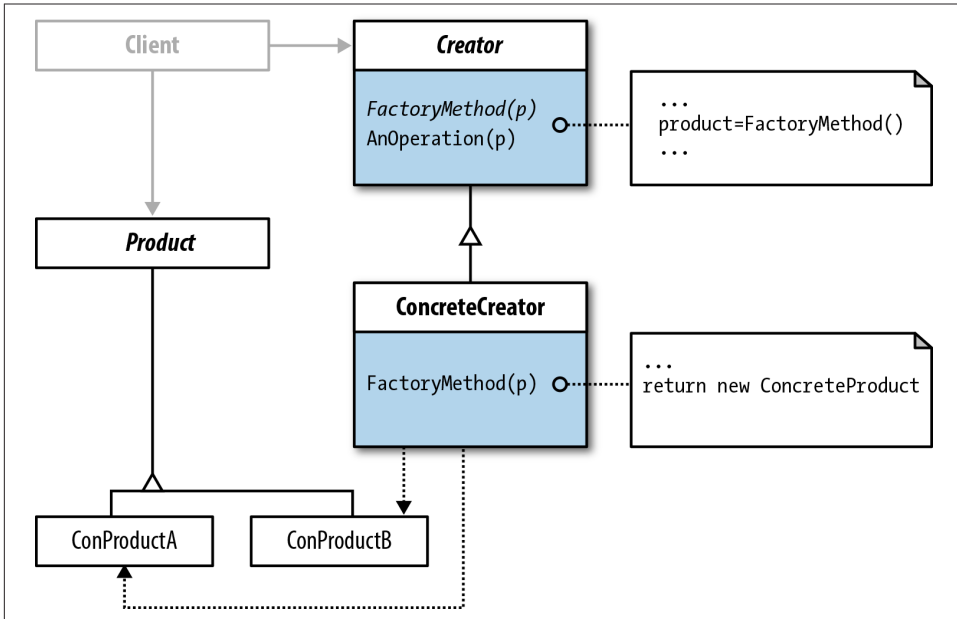 Client
Creator
FactoryMethod(p)
AnOperation(p)
...
product=FactoryMethod()
...
Product
ConcreteCreator
FactoryMethod(p)
...
return new ConcreteProduct
ConProductA
ConProductB